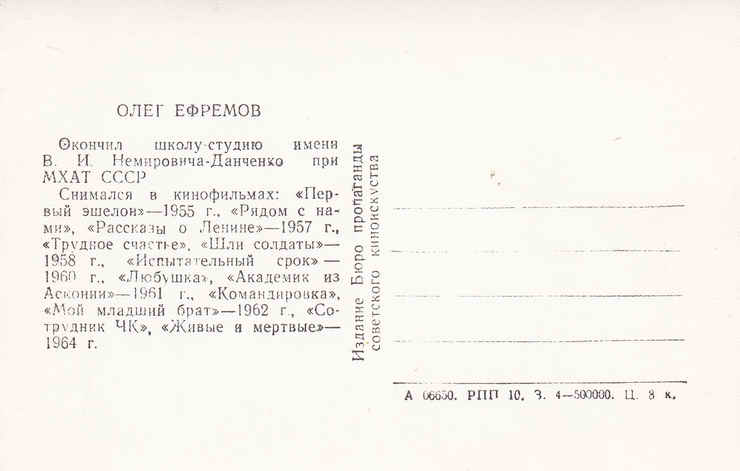 ОЛЕГ ЕФРЕМОВ
Окончил школу-студию имени
В. И. Немировича-Данченко при
МХАТ СССР
Снимался в кинофильмах: «Пер-
вый эшелон»—1955 г., «Рядом с на-
ми», «Рассказы о Ленине»—1957 г.,
«Трудное счастье», «Шли солдаты»—
1958 г., «Испытательный срок»—
1960 г., «Любушка», «Академик из
Асконии»—1961 г., «Командировка»,
«Мой младший брат»—1962 г., «Со-
трудник ЧК», «Живые и мертвые»—
1964 г.
Издание Бюро пропаганды
советского киноискусства
А 06650. РПП 10. З. 4—500000. Ц. 8 к.